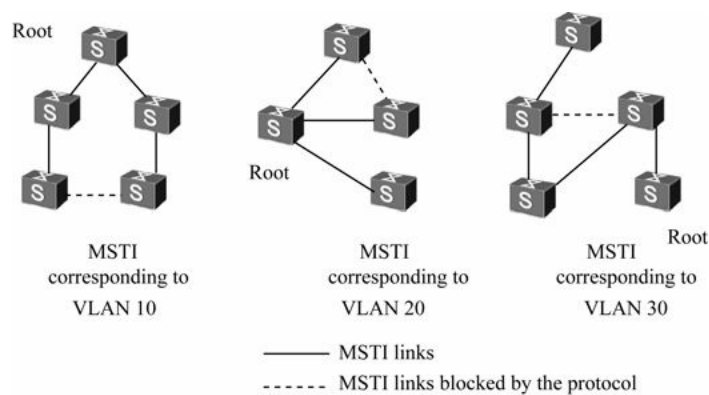 Root
S
S
S
S
S
S
S
S
S
Root
S
S
S
S
S
Root
MSTI
corresponding to
VLAN 10
MSTI
corresponding to
VLAN 20
MSTI
corresponding to
VLAN 30
MSTI links
MSTI links blocked by the protocol